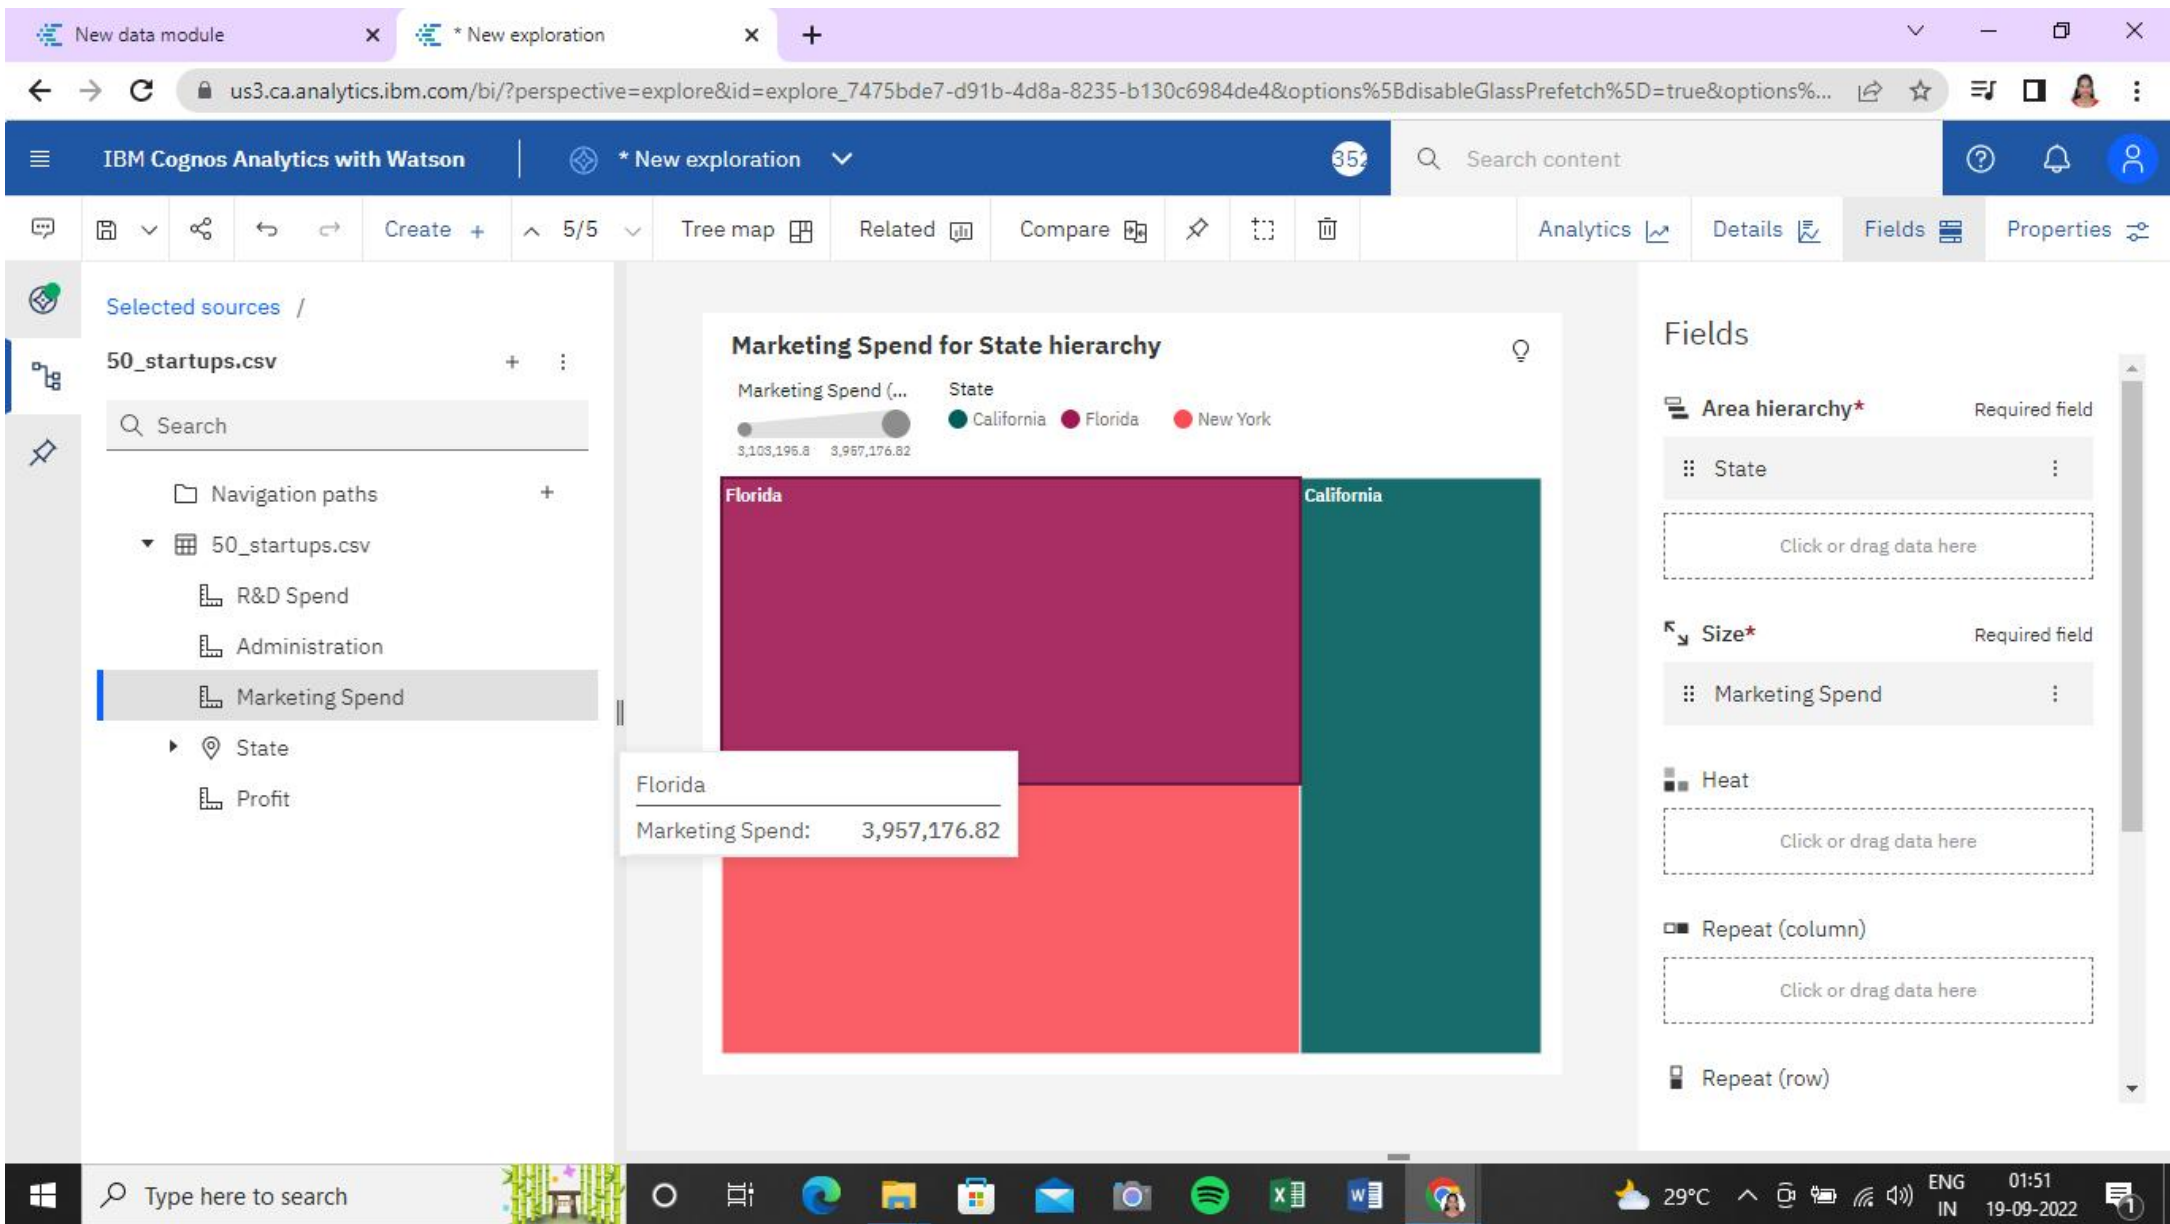 New data module
* New exploration
us3.ca.analytics.ibm.com/bi/?perspective=explore&id=explore_7475bde7-d91b-4d8a-8235-b130c6984de4&options%5BdisableGlassPrefetch%5D=true&options%...
IBM Cognos Analytics with Watson
* New exploration
352
Search content
Create +
5/5
Tree map
Related
Compare
Analytics
Details
Fields
Properties
Selected sources /
50_startups.csv
Search
Navigation paths
50_startups.csv
R&D Spend
Administration
Marketing Spend
State
Profit
Marketing Spend for State hierarchy
Marketing Spend (...
3,103,195.8 3,957,176.82
State
California Florida New York
Florida
California
Florida
Marketing Spend: 3,957,176.82
Fields
Area hierarchy* Required field
State
Click or drag data here
Size* Required field
Marketing Spend
Heat
Click or drag data here
Repeat (column)
Click or drag data here
Repeat (row)
Type here to search
29°C
ENG
IN
01:51
19-09-2022
1